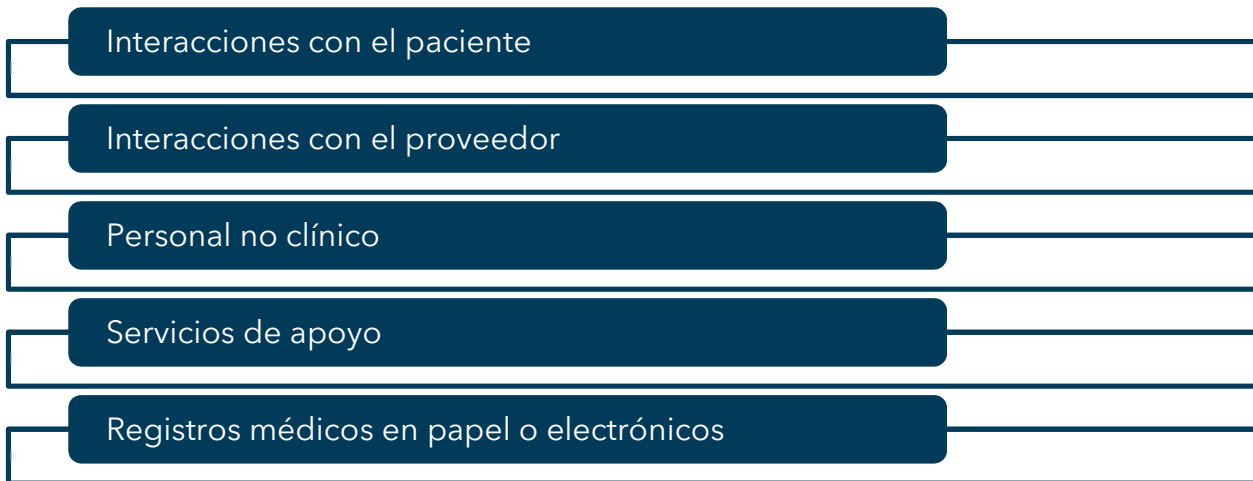 Interacciones con el paciente
Interacciones con el proveedor
Personal no clínico
Servicios de apoyo
Registros médicos en papel o electrónicos